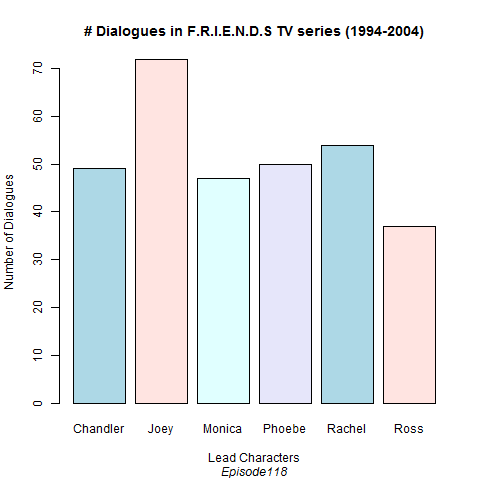 # Dialogues in F.R.I.E.N.D.S TV series (1994-2004)
Number of Dialogues
70
60
50
40
30
20
10
0
Chandler Joey Monica Phoebe Rachel Ross
Lead Characters
Episode118